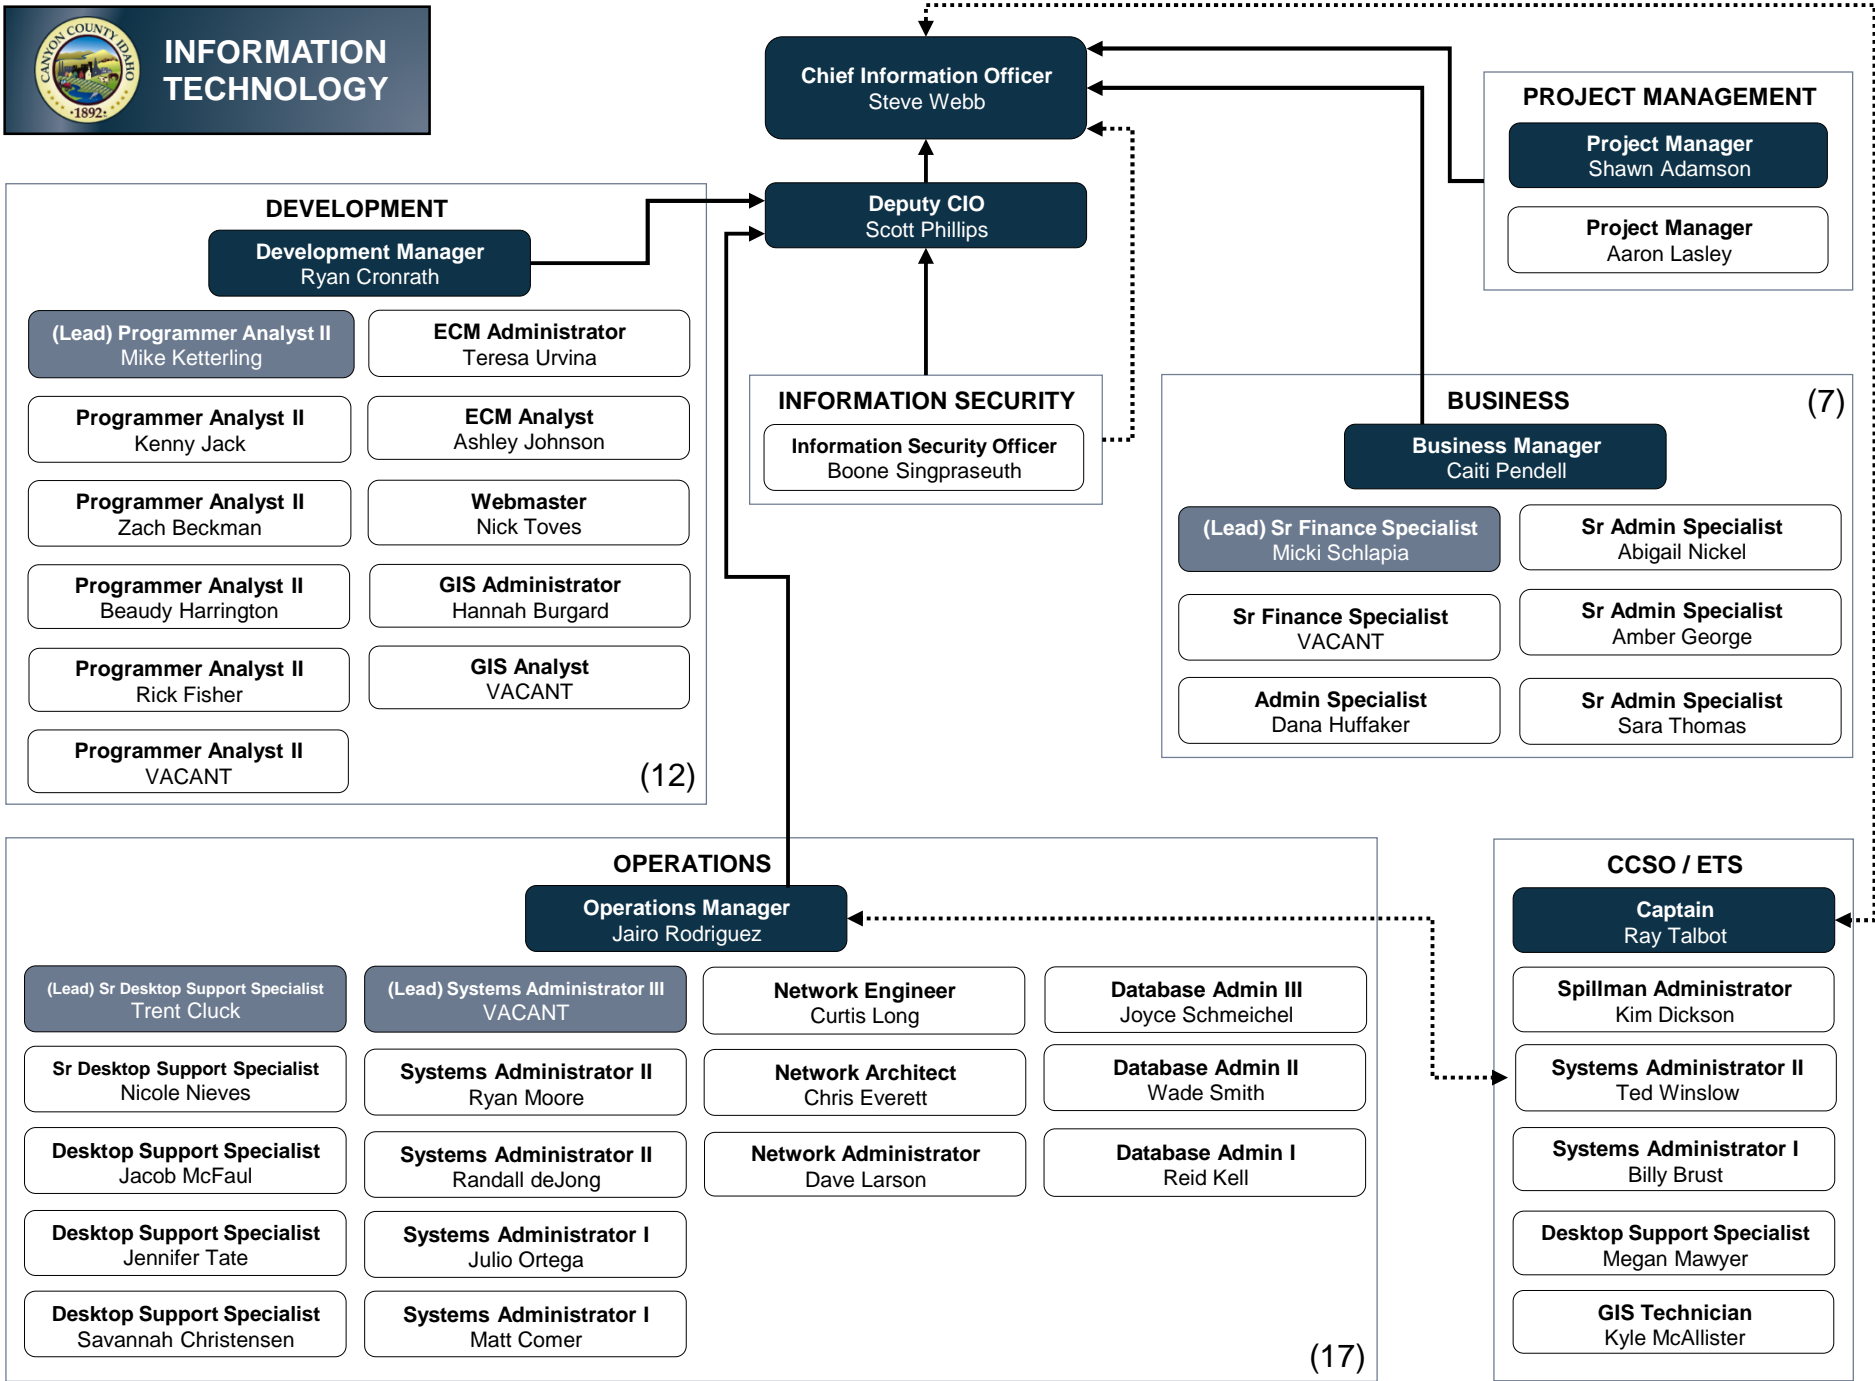 CANYON COUNTY IDAHO
·1892·
INFORMATION
TECHNOLOGY
Chief Information Officer
Steve Webb
Deputy CIO
Scott Phillips
PROJECT MANAGEMENT
Project Manager
Shawn Adamson
Project Manager
Aaron Lasley
DEVELOPMENT
Development Manager
Ryan Cronrath
(Lead) Programmer Analyst II
Mike Ketterling
Programmer Analyst II
Kenny Jack
Programmer Analyst II
Zach Beckman
Programmer Analyst II
Beaudy Harrington
Programmer Analyst II
Rick Fisher
Programmer Analyst II
VACANT
ECM Administrator
Teresa Urvina
ECM Analyst
Ashley Johnson
Webmaster
Nick Toves
GIS Administrator
Hannah Burgard
GIS Analyst
VACANT
(12)
INFORMATION SECURITY
Information Security Officer
Boone Singpraseuth
BUSINESS
(7)
Business Manager
Caiti Pendell
(Lead) Sr Finance Specialist
Micki Schlapia
Sr Finance Specialist
VACANT
Admin Specialist
Dana Huffaker
Sr Admin Specialist
Abigail Nickel
Sr Admin Specialist
Amber George
Sr Admin Specialist
Sara Thomas
OPERATIONS
Operations Manager
Jairo Rodriguez
(Lead) Sr Desktop Support Specialist
Trent Cluck
Sr Desktop Support Specialist
Nicole Nieves
Desktop Support Specialist
Jacob McFaul
Desktop Support Specialist
Jennifer Tate
Desktop Support Specialist
Savannah Christensen
(Lead) Systems Administrator III
VACANT
Systems Administrator II
Ryan Moore
Systems Administrator II
Randall deJong
Systems Administrator I
Julio Ortega
Systems Administrator I
Matt Comer
Network Engineer
Curtis Long
Network Architect
Chris Everett
Network Administrator
Dave Larson
Database Admin III
Joyce Schmeichel
Database Admin II
Wade Smith
Database Admin I
Reid Kell
(17)
CCSO / ETS
Captain
Ray Talbot
Spillman Administrator
Kim Dickson
Systems Administrator II
Ted Winslow
Systems Administrator I
Billy Brust
Desktop Support Specialist
Megan Mawyer
GIS Technician
Kyle McAllister